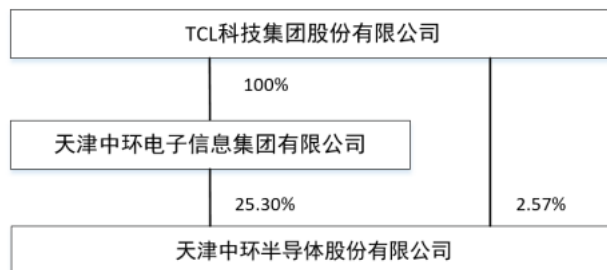 TCL科技集团股份有限公司
100%
天津中环电子信息集团有限公司
25.30%
2.57%
天津中环半导体股份有限公司